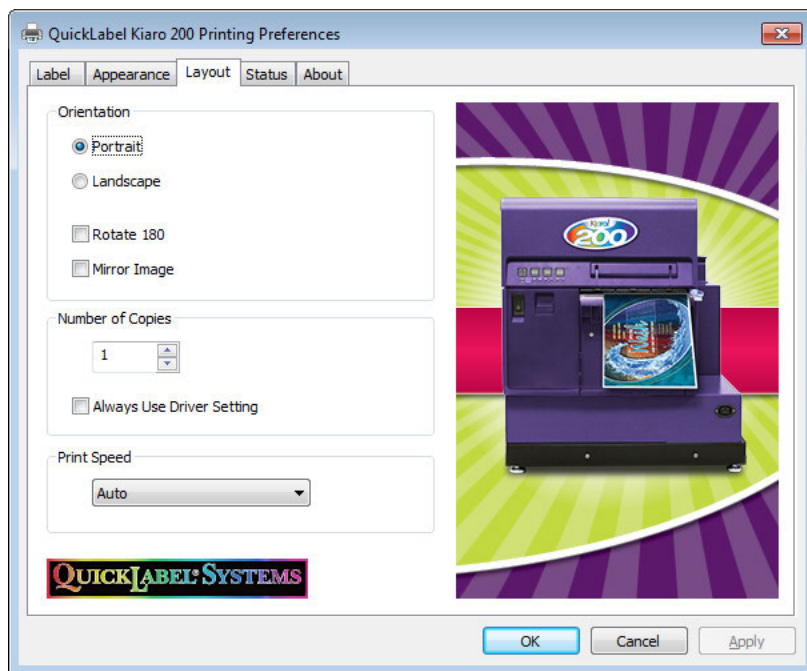 QuickLabel Kiaro 200 Printing Preferences
Label Appearance Layout Status About
Orientation
Portrait
Landscape
Rotate 180
Mirror Image
Number of Copies
1
Always Use Driver Setting
Print Speed
Auto
QUICKLABEL® SYSTEMS
Kiaro!
200
OK Cancel Apply